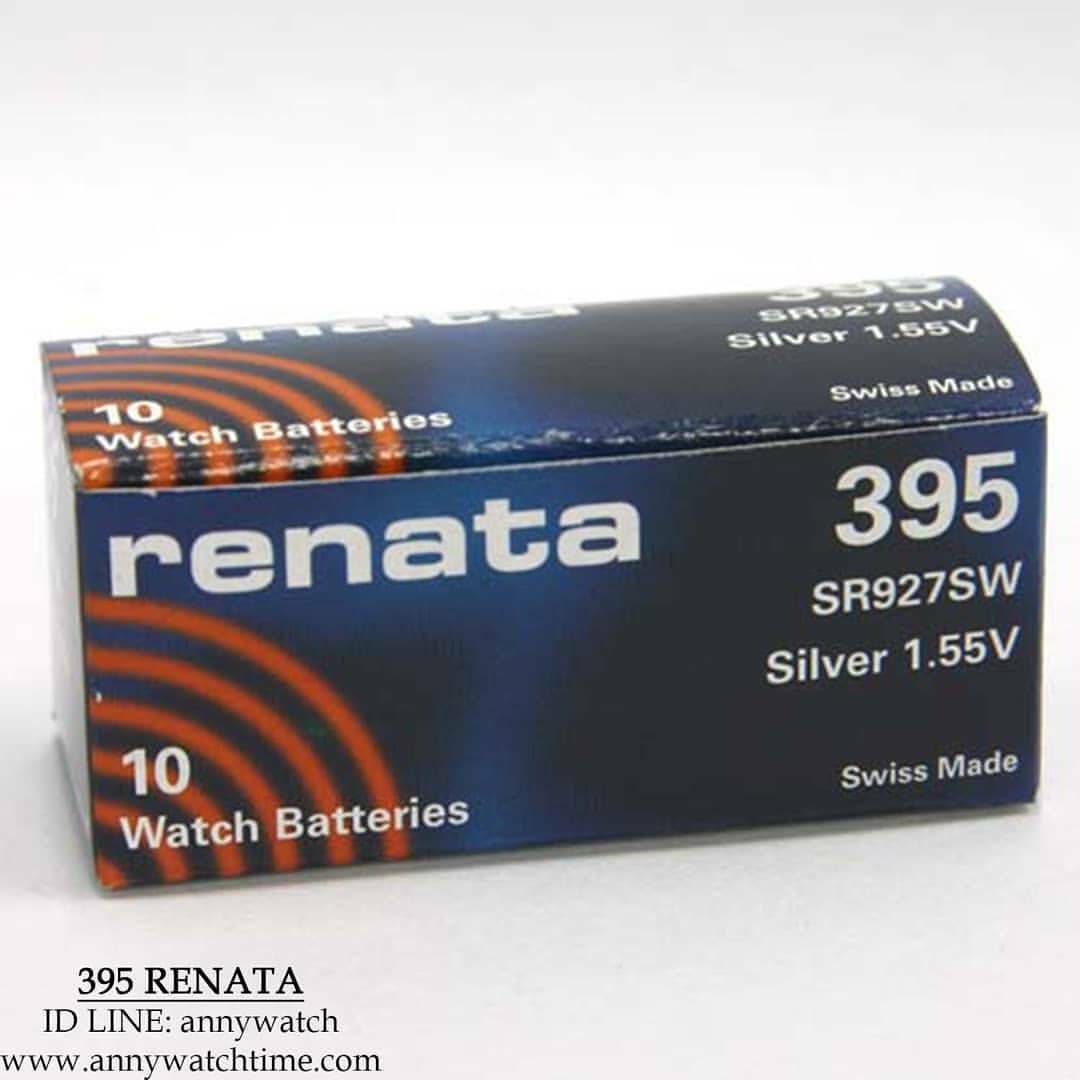 renata
395
SR927SW
Silver 1.55V
Swiss Made
10
Watch Batteries
renata
395
SR927SW
Silver 1.55V
10
Watch Batteries
Swiss Made
395 RENATA
ID LINE: annywatch
www.annywatchtime.com